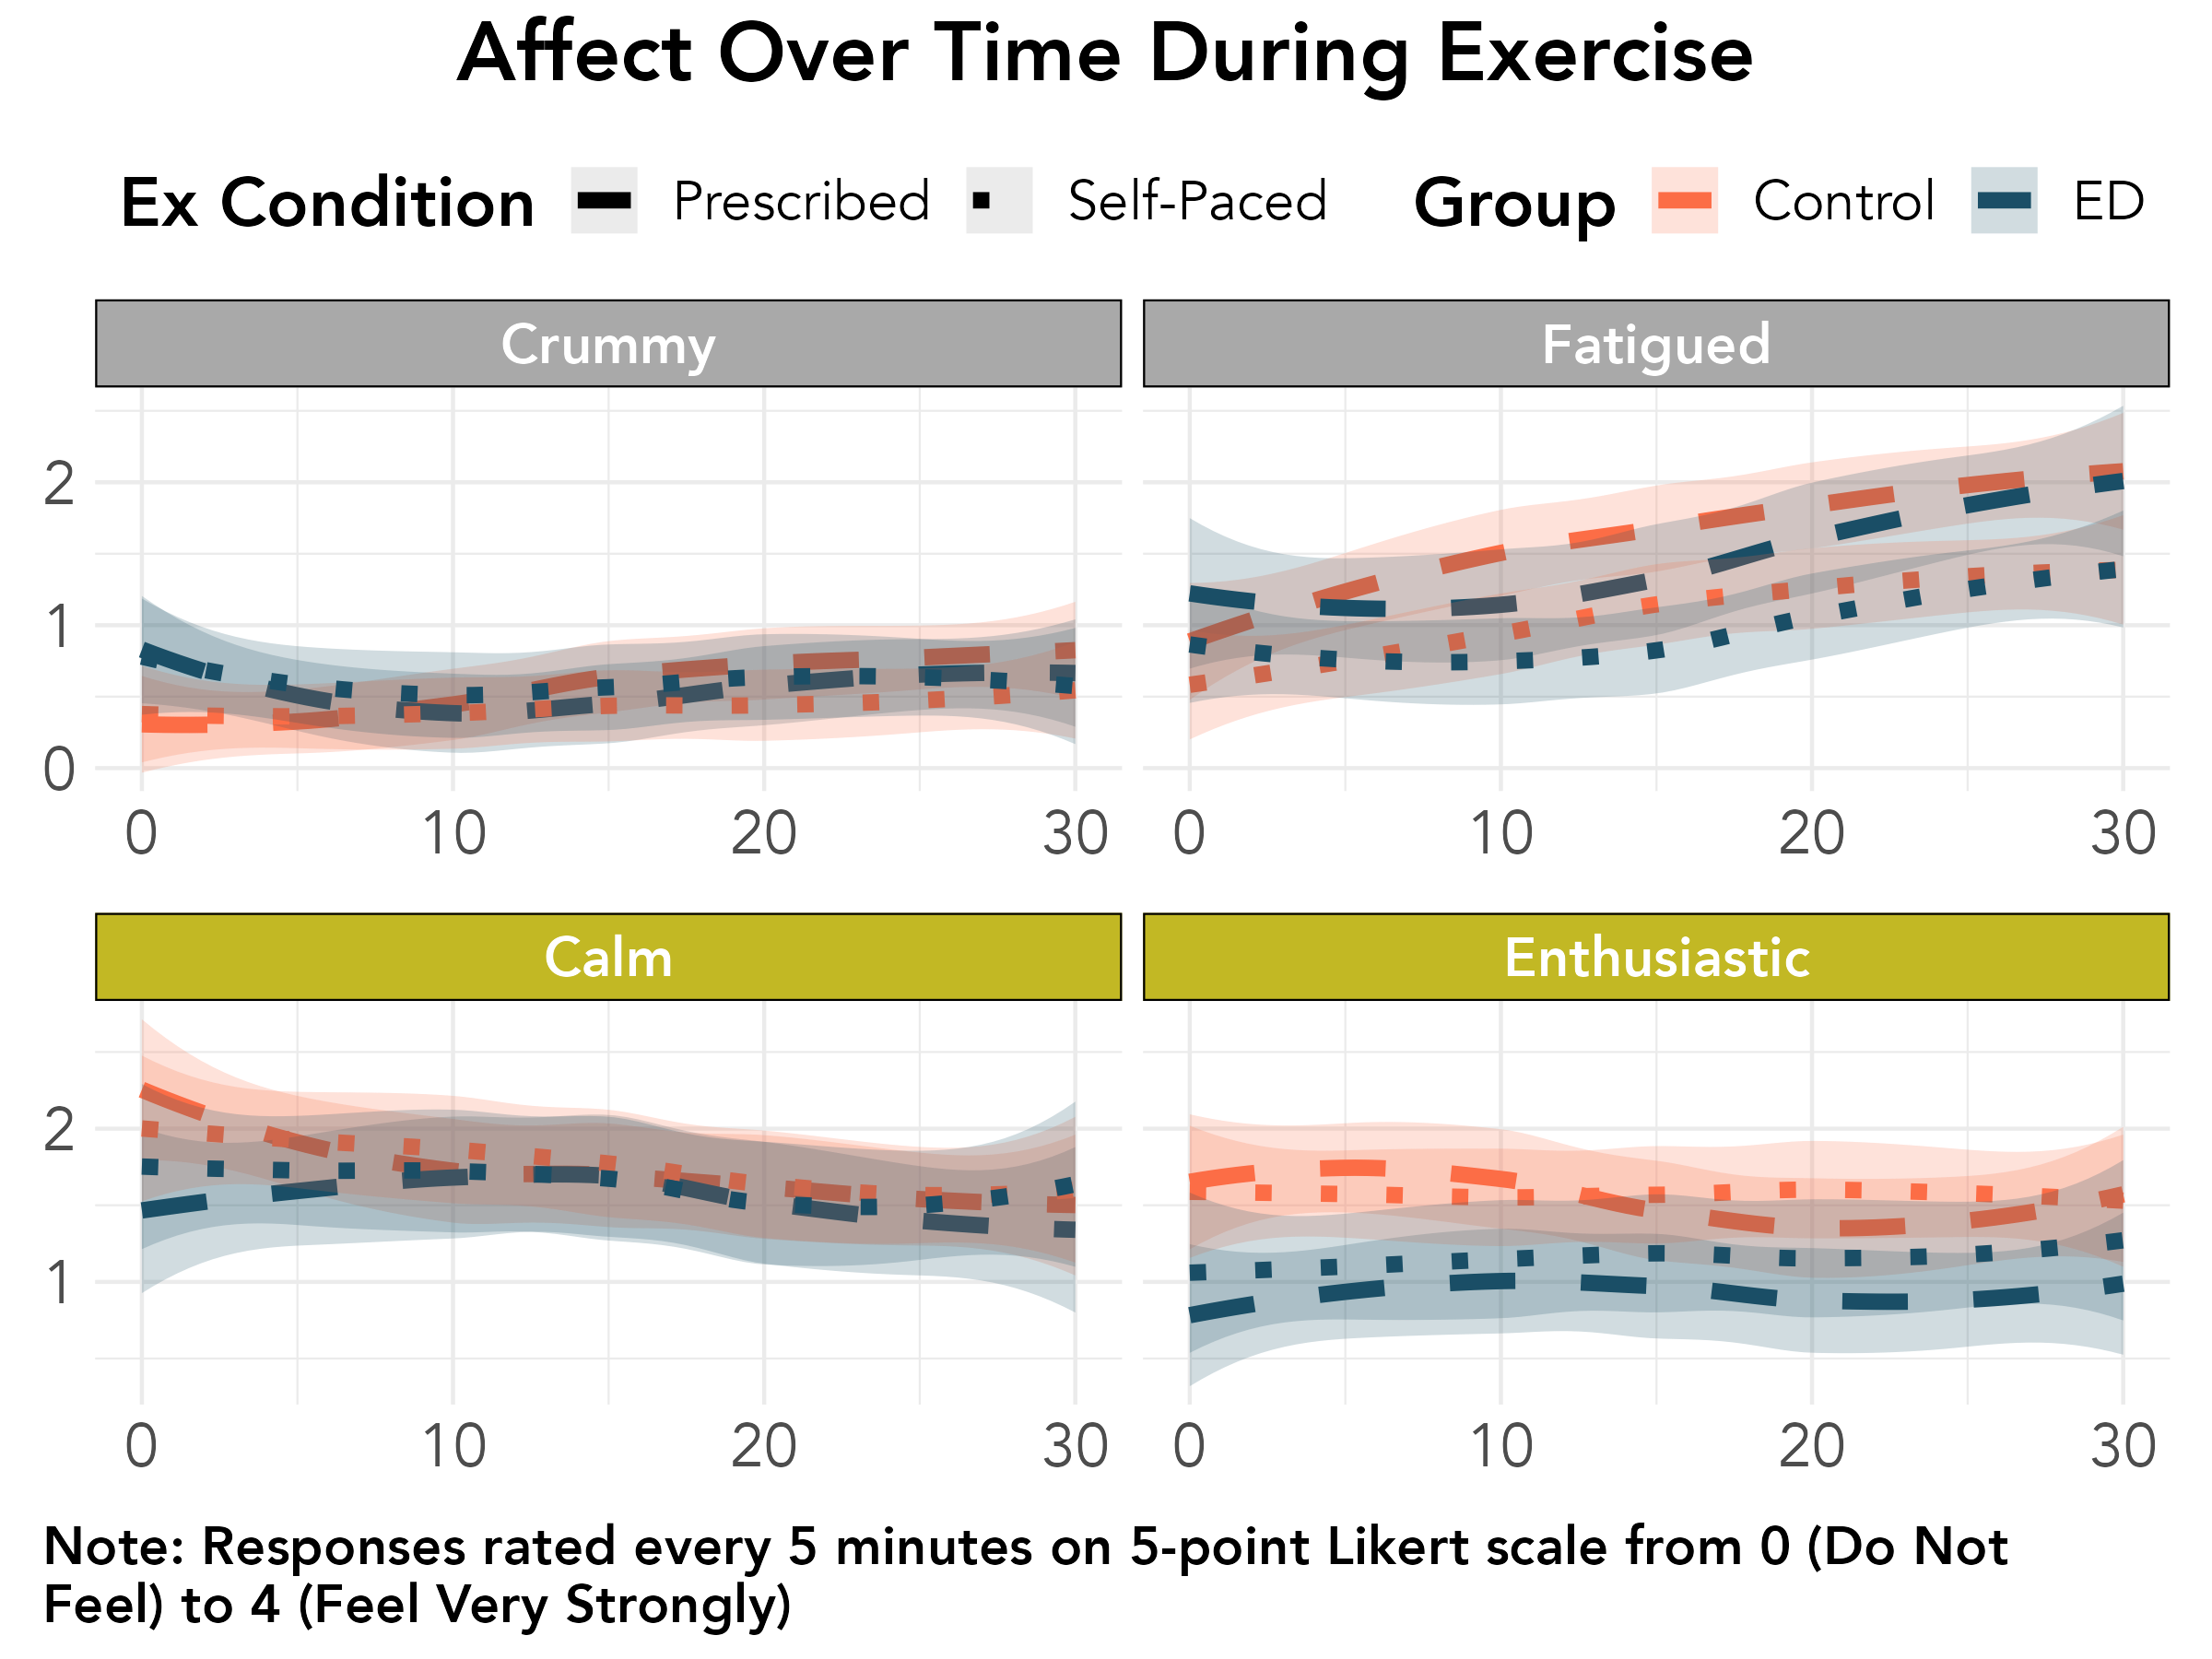 Affect Over Time During Exercise
Ex Condition Prescribed Self-Paced Group Control ED
Crummy Fatigued
2
1
0
0 10 20 30 0 10 20 30
Calm Enthusiastic
2
1
0 10 20 30 0 10 20 30
Note: Responses rated every 5 minutes on 5-point Likert scale from 0 (Do Not
Feel) to 4 (Feel Very Strongly)